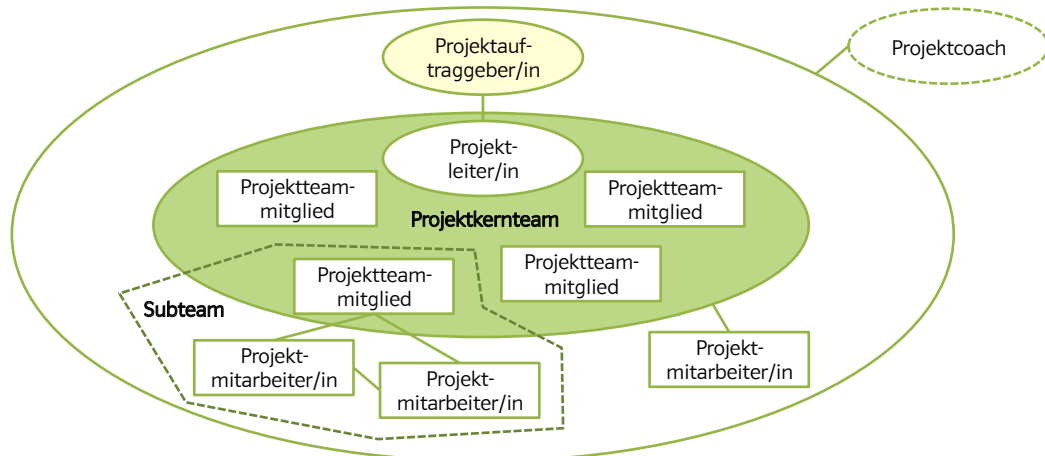 Projektauf-
traggeber/in
Projektcoach
Projekt-
leiter/in
Projektteam-
mitglied
Projektteam-
mitglied
Projektkernteam
Projektteam-
mitglied
Projektteam-
mitglied
Subteam
Projekt-
mitarbeiter/in
Projekt-
mitarbeiter/in
Projekt-
mitarbeiter/in